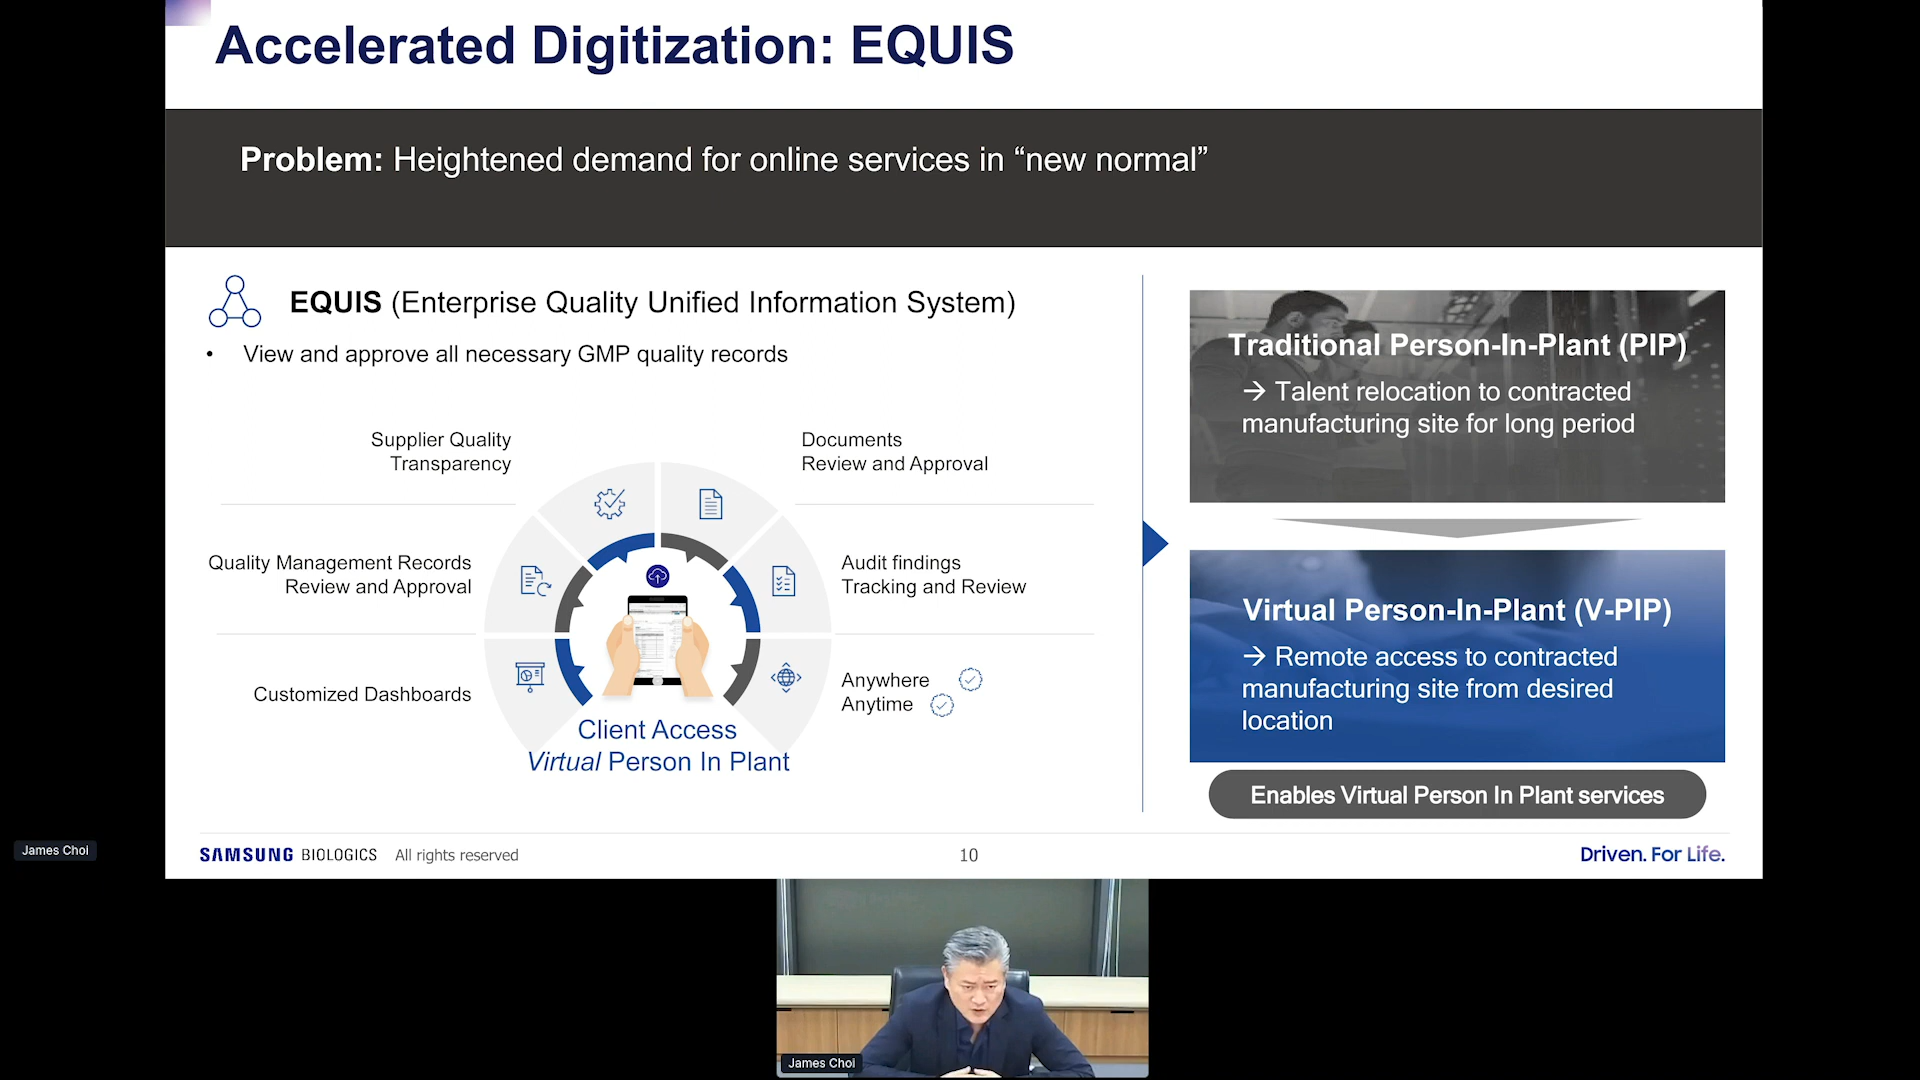 Accelerated Digitization: EQUIS
Problem: Heightened demand for online services in “new normal”
EQUIS (Enterprise Quality Unified Information System)
• View and approve all necessary GMP quality records
Supplier Quality
Transparency
Documents
Review and Approval
Quality Management Records
Review and Approval
Audit findings
Tracking and Review
Customized Dashboards
Anywhere
Anytime
Client Access
Virtual Person In Plant
Traditional Person-In-Plant (PIP)
→ Talent relocation to contracted
manufacturing site for long period
Virtual Person-In-Plant (V-PIP)
→ Remote access to contracted
manufacturing site from desired
location
Enables Virtual Person In Plant services
SAMSUNG BIOLOGICS All rights reserved
10
Driven. For Life.
James Choi
James Choi